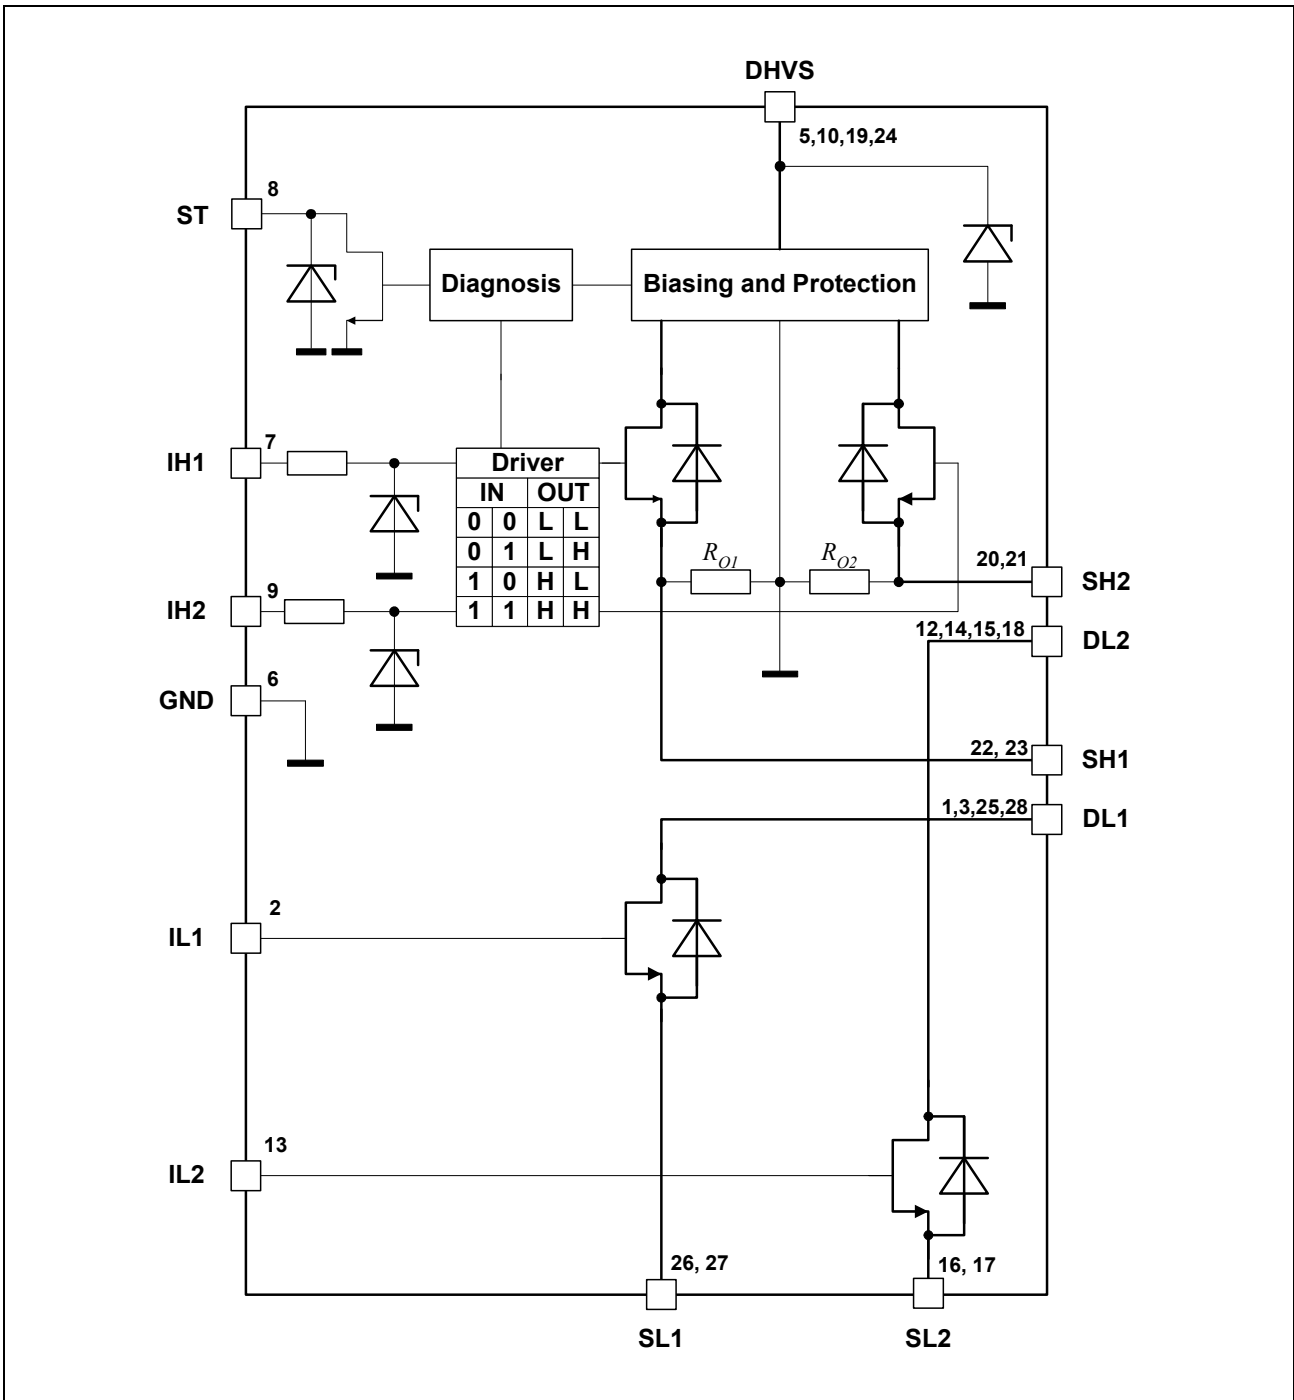 DHVS
5,10,19,24
8
ST
Diagnosis
Biasing and Protection
7
IH1
Driver
IN OUT
0 0 L L
0 1 L H
1 0 H L
1 1 H H
RO1
RO2
20,21
SH2
9
IH2
12,14,15,18
DL2
6
GND
22, 23
SH1
1,3,25,28
DL1
2
IL1
13
IL2
26, 27
16, 17
SL1
SL2